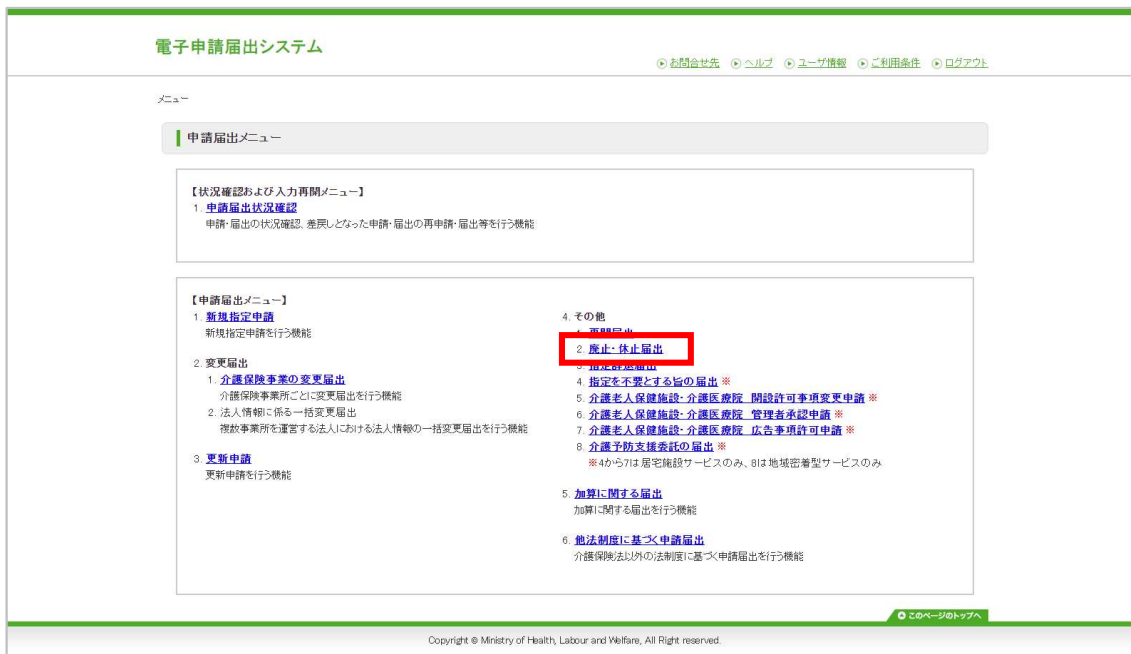 電子申請届出システム
お問合せ先 ヘルプ ユーザ情報 ご利用条件 ログアウト
メニュー
申請届出メニュー
【状況確認および入力再開メニュー】
1. 申請届出状況確認
申請・届出の状況確認、差戻しとなった申請・届出の再申請・届出等を行う機能
【申請届出メニュー】
1. 新規指定申請
新規指定申請を行う機能
2. 変更届出
1. 介護保険事業の変更届出
介護保険事業所ごとに変更届出を行う機能
2. 法人情報に係る一括変更届出
複数事業所を運営する法人における法人情報の一括変更届出を行う機能
3. 更新申請
更新申請を行う機能
4. その他
1. 再開届出
2. 廃止・休止届出
3. 指定辞退届出
4. 指定を不要とする旨の届出 ※
5. 介護老人保健施設・介護医療院 開設許可事項変更申請 ※
6. 介護老人保健施設・介護医療院 管理者承認申請 ※
7. 介護老人保健施設・介護医療院 広告事項許可申請 ※
8. 介護予防支援委託の届出 ※
※4から7は居宅施設サービスのみ、8は地域密着型サービスのみ
5. 加算に関する届出
加算に関する届出を行う機能
6. 他法制度に基づく申請届出
介護保険法以外の法制度に基づく申請届出を行う機能
このページのトップへ
Copyright © Ministry of Health, Labour and Welfare, All Right reserved.